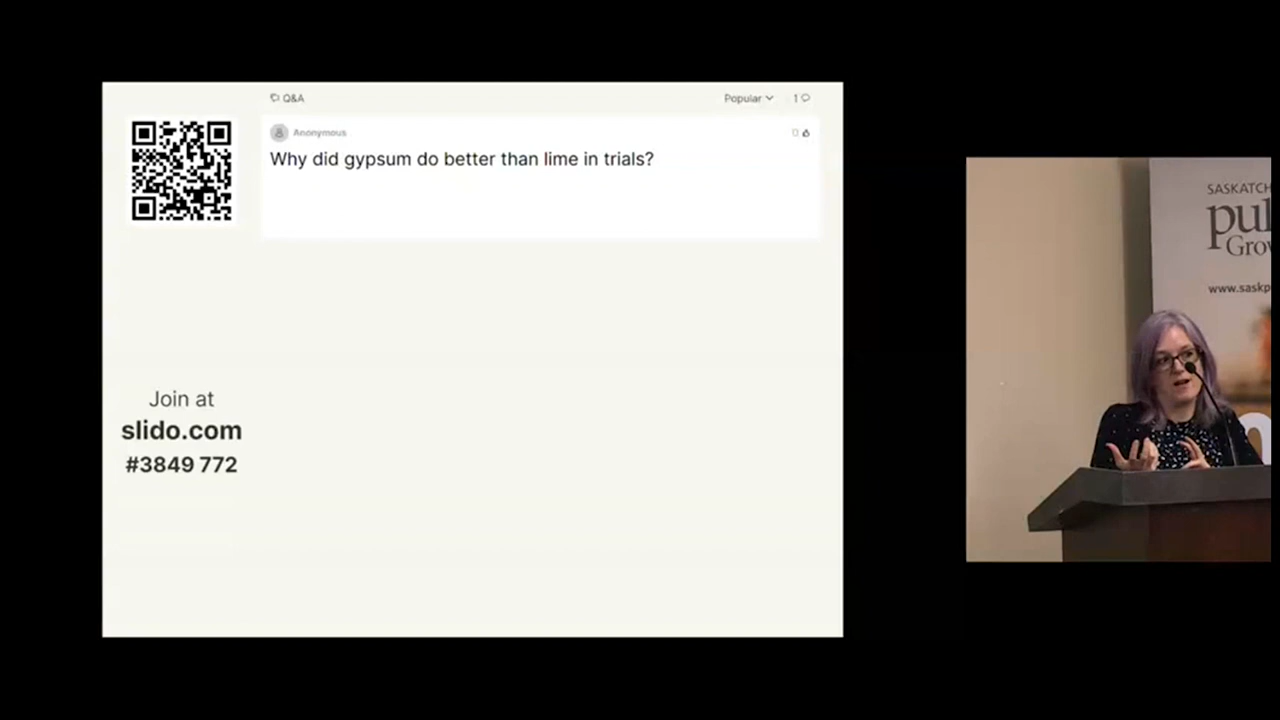 Q&A
Popular
1
Anonymous
0
Why did gypsum do better than lime in trials?
Join at
slido.com
#3849 772
SASKATCH
pul
Grow
www.saskp